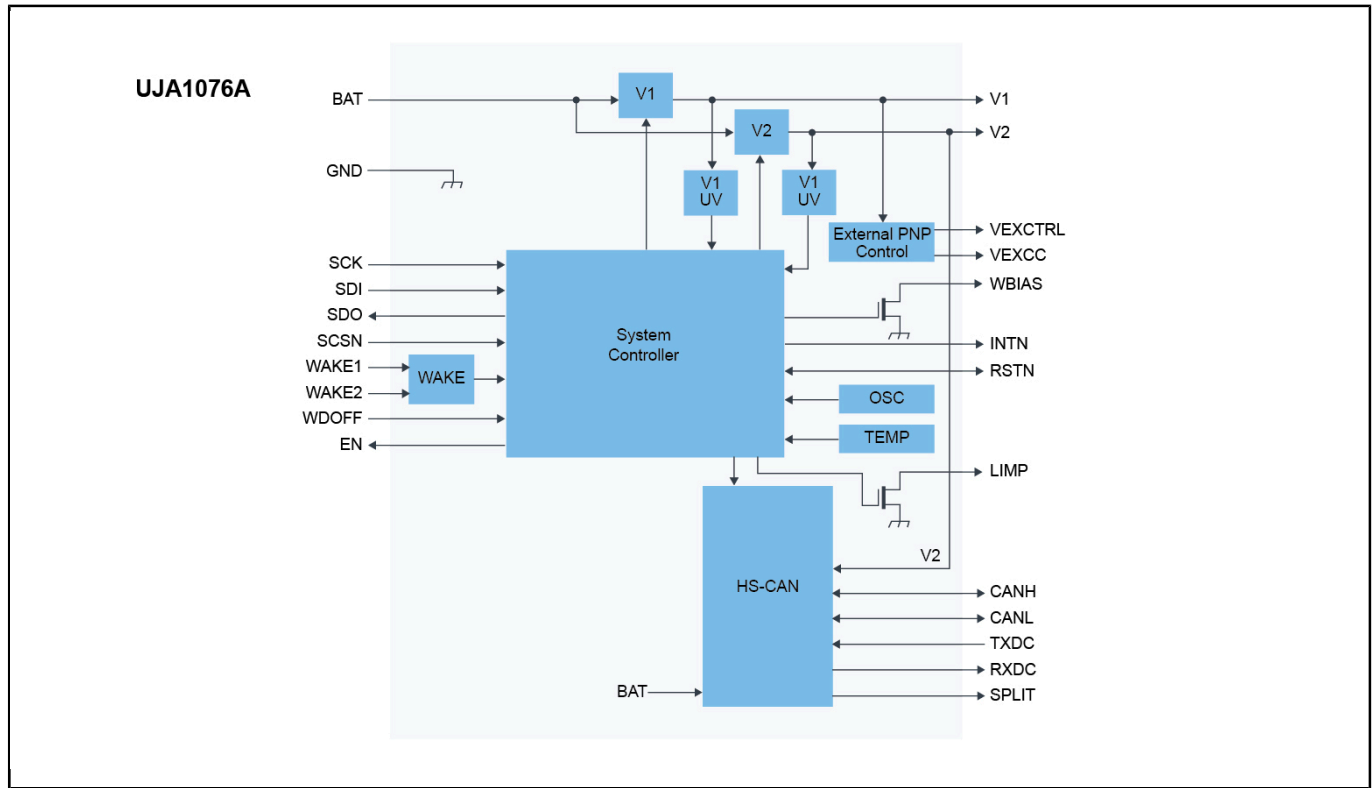 UJA1076A
BAT
V1
V1
V2
V2
GND
V1
UV
V1
UV
External PNP
Control
VEXCTRL
VEXCC
SCK
SDI
SDO
SCSN
WAKE1
WAKE2
WAKE
WDOFF
EN
System
Controller
WBIAS
INTN
RSTN
OSC
TEMP
LIMP
V2
HS-CAN
CANH
CANL
TXDC
RXDC
BAT
SPLIT